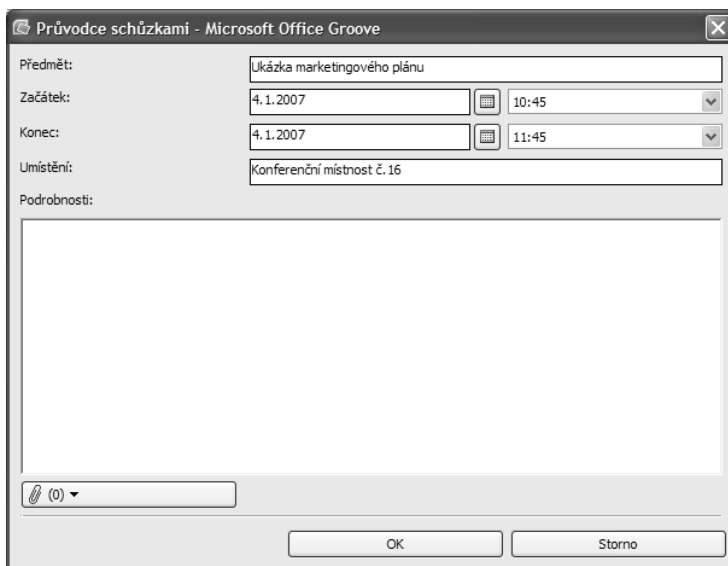 Průvodce schůzkami - Microsoft Office Groove
Předmět: Ukázka marketingového plánu
Začátek: 4.1.2007 10:45
Konec: 4.1.2007 11:45
Umístění: Konferenční místnost č.16
Podrobnosti:
(0)
OK Storno